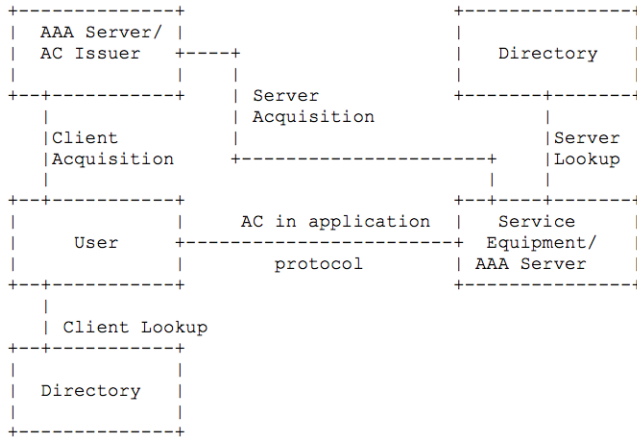 AAA Server/
AC Issuer
Directory
Server
Acquisition
Client
Acquisition
Server
Lookup
User
AC in application
protocol
Service
Equipment/
AAA Server
Client Lookup
Directory